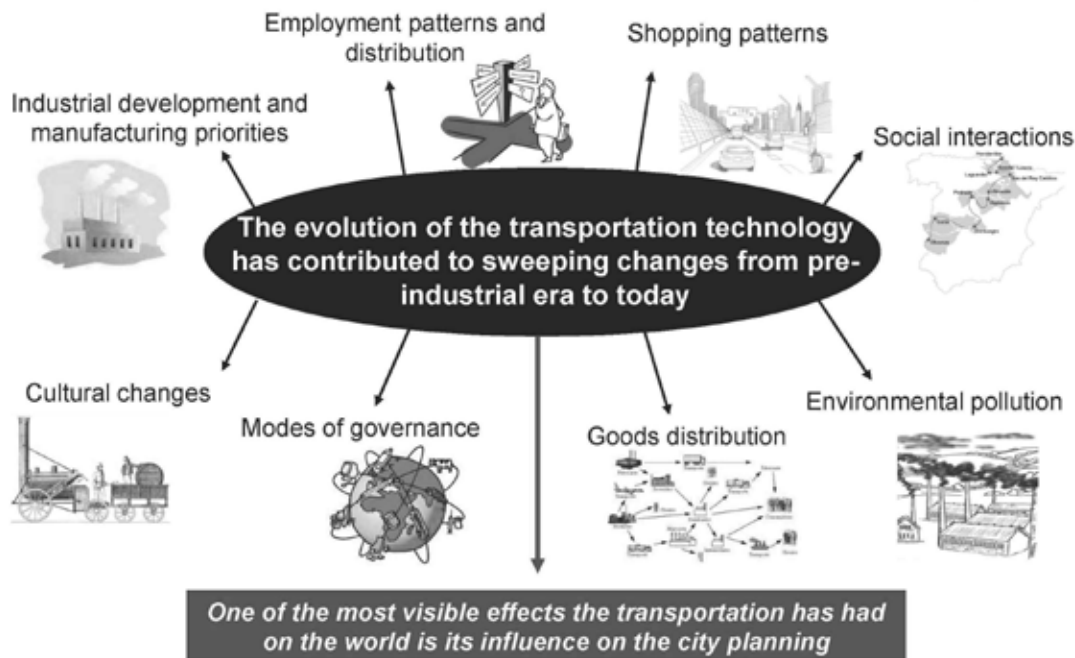 Employment patterns and
distribution
Shopping patterns
Industrial development and
manufacturing priorities
Social interactions
The evolution of the transportation technology
has contributed to sweeping changes from pre-
industrial era to today
Cultural changes
Modes of governance
Goods distribution
Environmental pollution
One of the most visible effects the transportation has had
on the world is its influence on the city planning